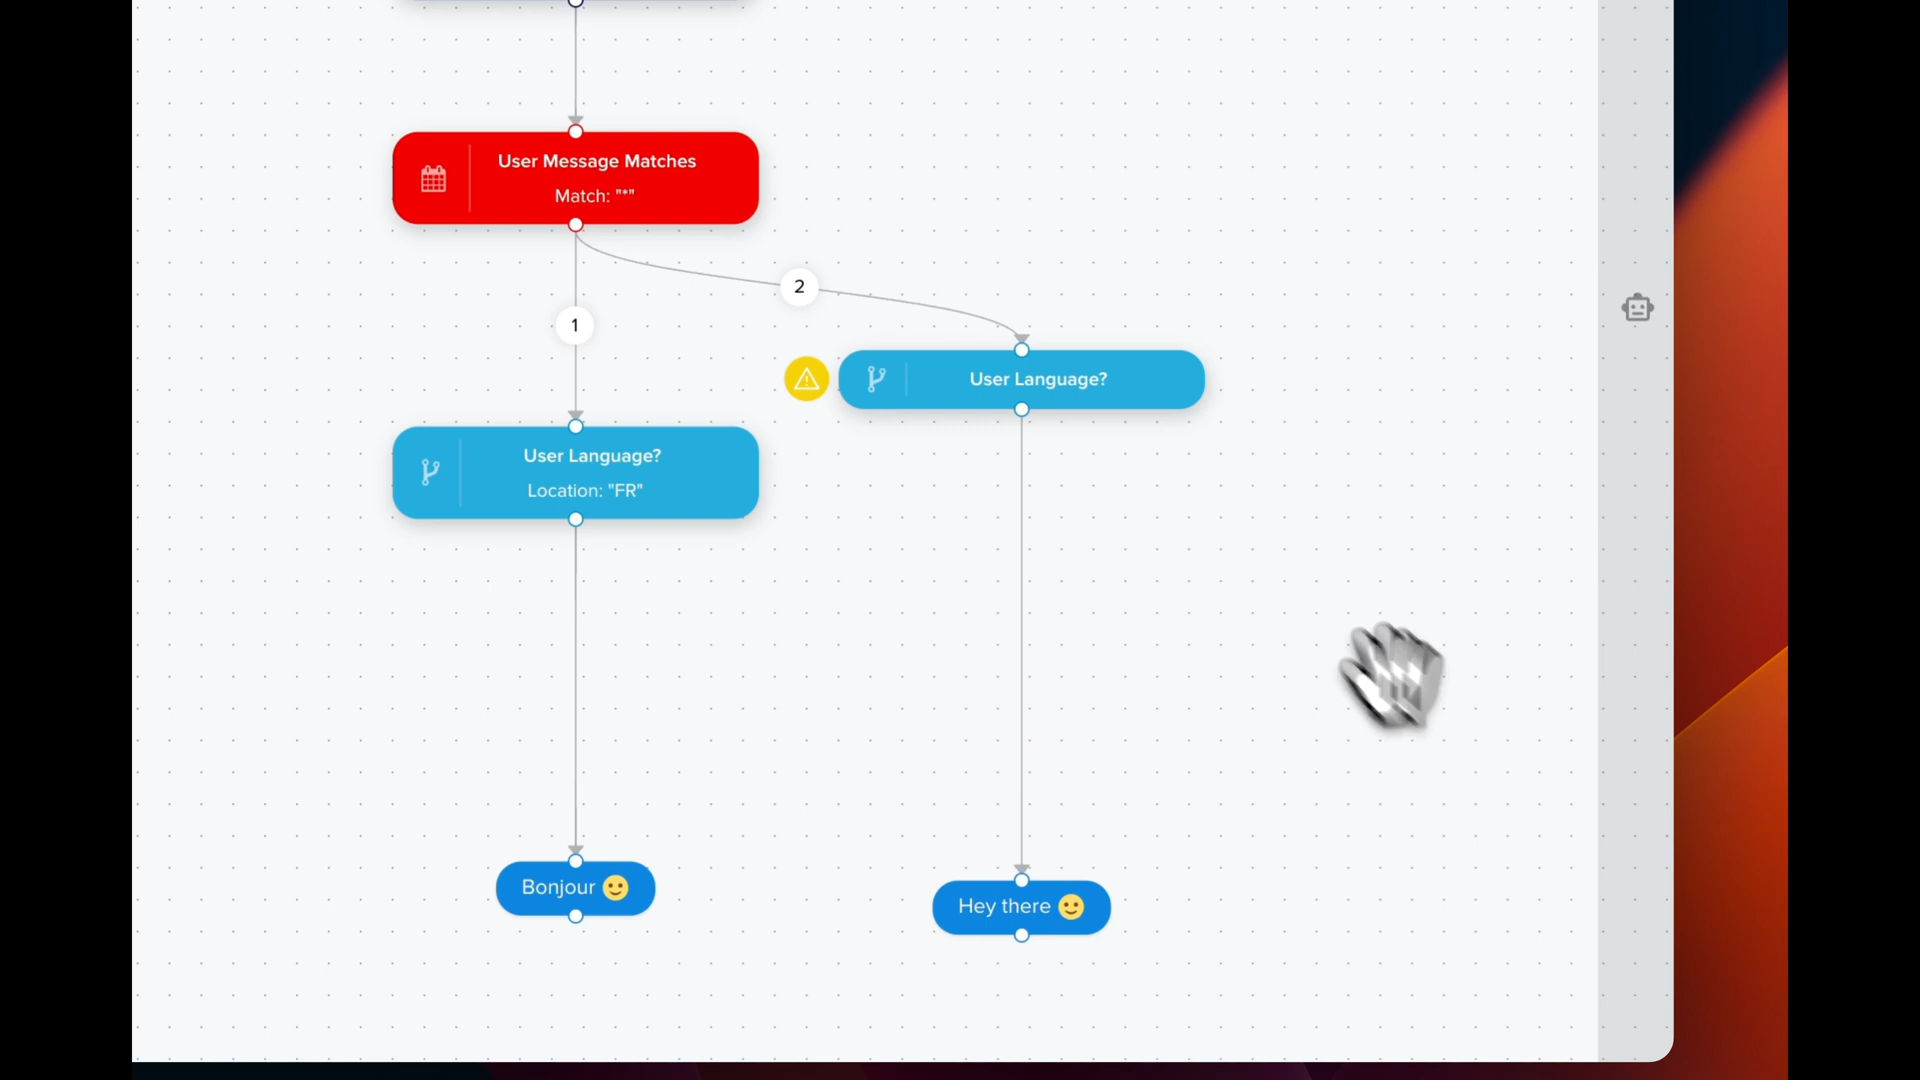 User Message Matches
Match: "*"
2
1
User Language?
User Language?
Location: "FR"
Bonjour 🙂
Hey there 🙂